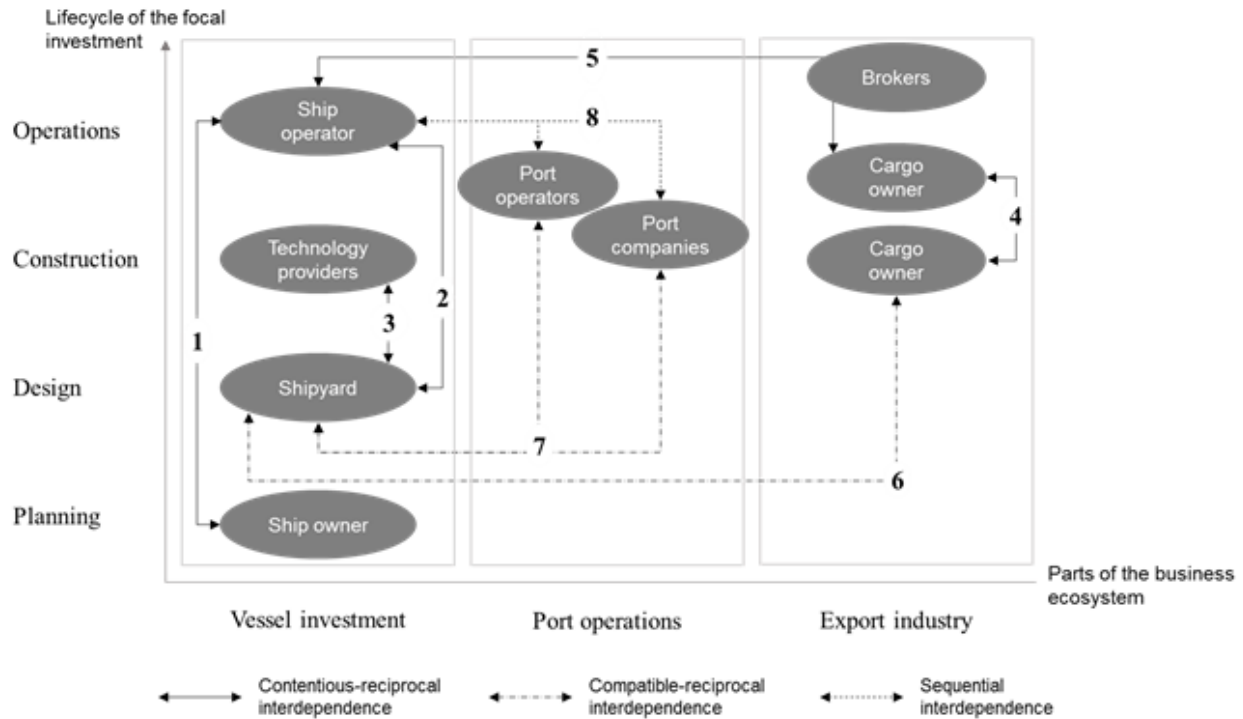 Lifecycle of the focal
investment
5
Brokers
Ship
operator
Operations
8
Port
operators
Cargo
owner
Port
companies
4
Technology
providers
Construction
Cargo
owner
2
3
1
Design
Shipyard
7
6
Planning
Ship owner
Parts of the business
ecosystem
Vessel investment
Port operations
Export industry
Contentious-reciprocal
interdependence
Compatible-reciprocal
interdependence
Sequential
interdependence